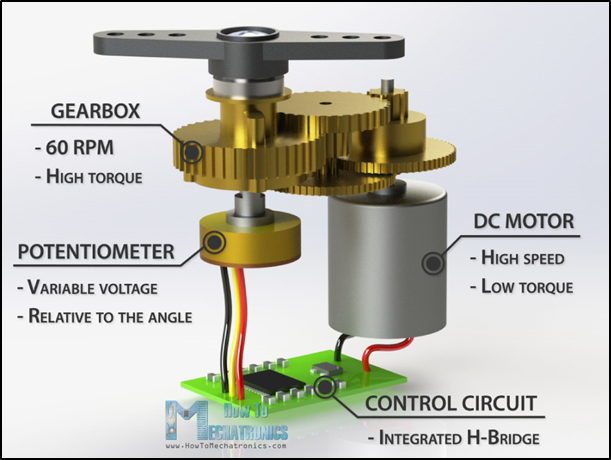 GEARBOX
- 60 RPM
- HIGH TORQUE
POTENTIOMETER
- VARIABLE VOLTAGE
- RELATIVE TO THE ANGLE
DC MOTOR
- HIGH SPEED
- LOW TORQUE
CONTROL CIRCUIT
- INTEGRATED H-BRIDGE
HOW TO
MECHATRONICS
www.HowToMechatronics.com